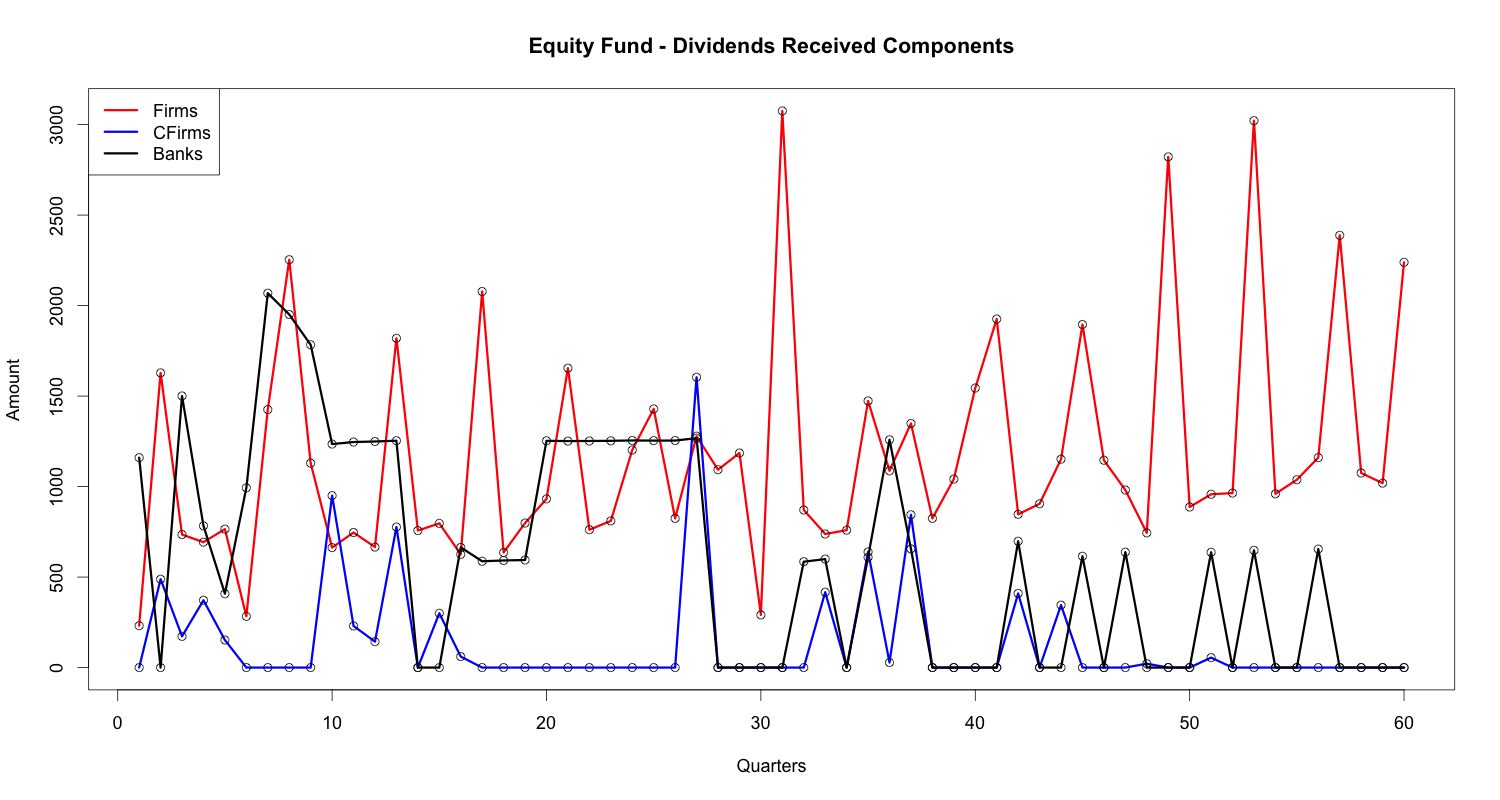 Equity Fund - Dividends Received Components
Firms
CFirms
Banks
Amount
3000
2500
2000
1500
1000
500
0
0 10 20 30 40 50 60
Quarters